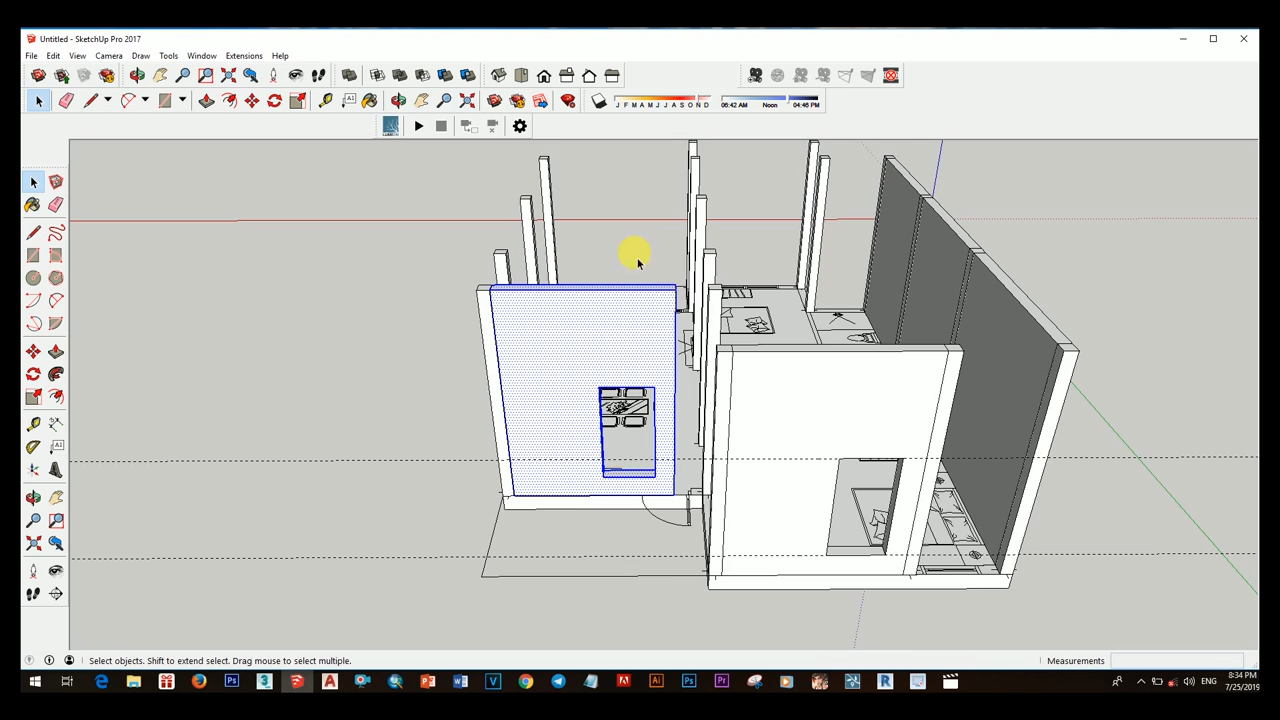 Untitled - SketchUp Pro 2017
File Edit View Camera Draw Tools Window Extensions Help
J F M A M J J A S O N D 06:42 AM Noon 04:46 PM
Select objects. Shift to extend select. Drag mouse to select multiple.
Measurements
ENG
8:34 PM
7/25/2019